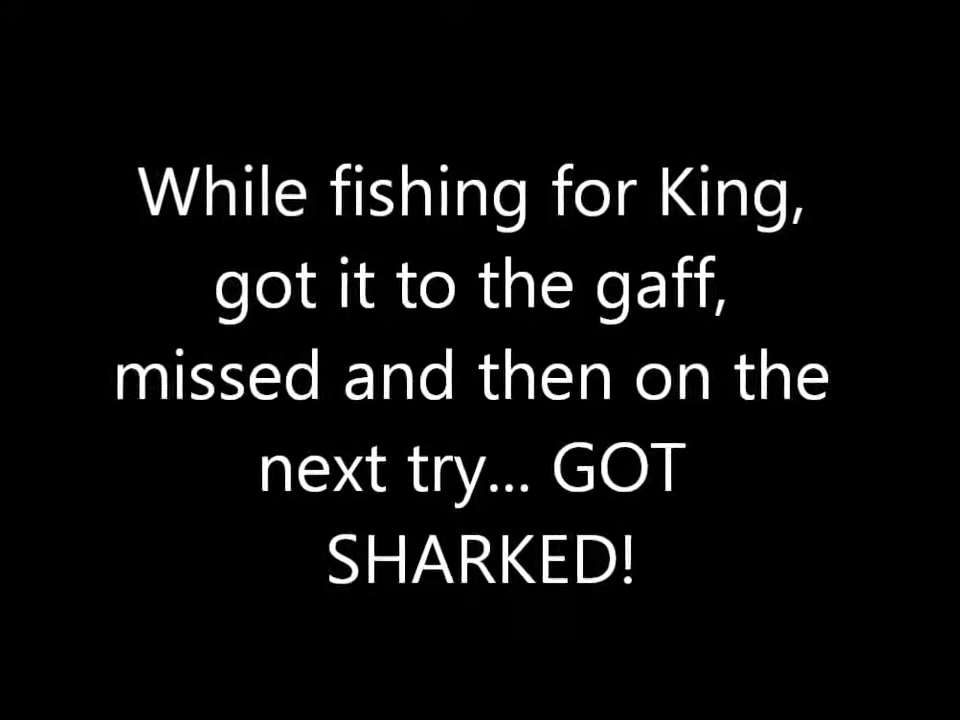 While fishing for King,
got it to the gaff,
missed and then on the
next try... GOT
SHARKED!